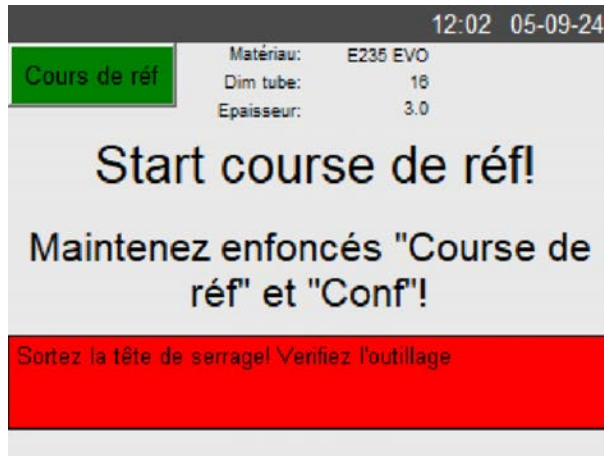 12:02 05-09-24
Cours de réf
Matériau: E235 EVO
Dim tube: 16
Epaisseur: 3.0
Start course de réf!
Maintenez enfoncés "Course de
réf" et "Conf"!
Sortez la tête de serrage! Verifiez l'outillage